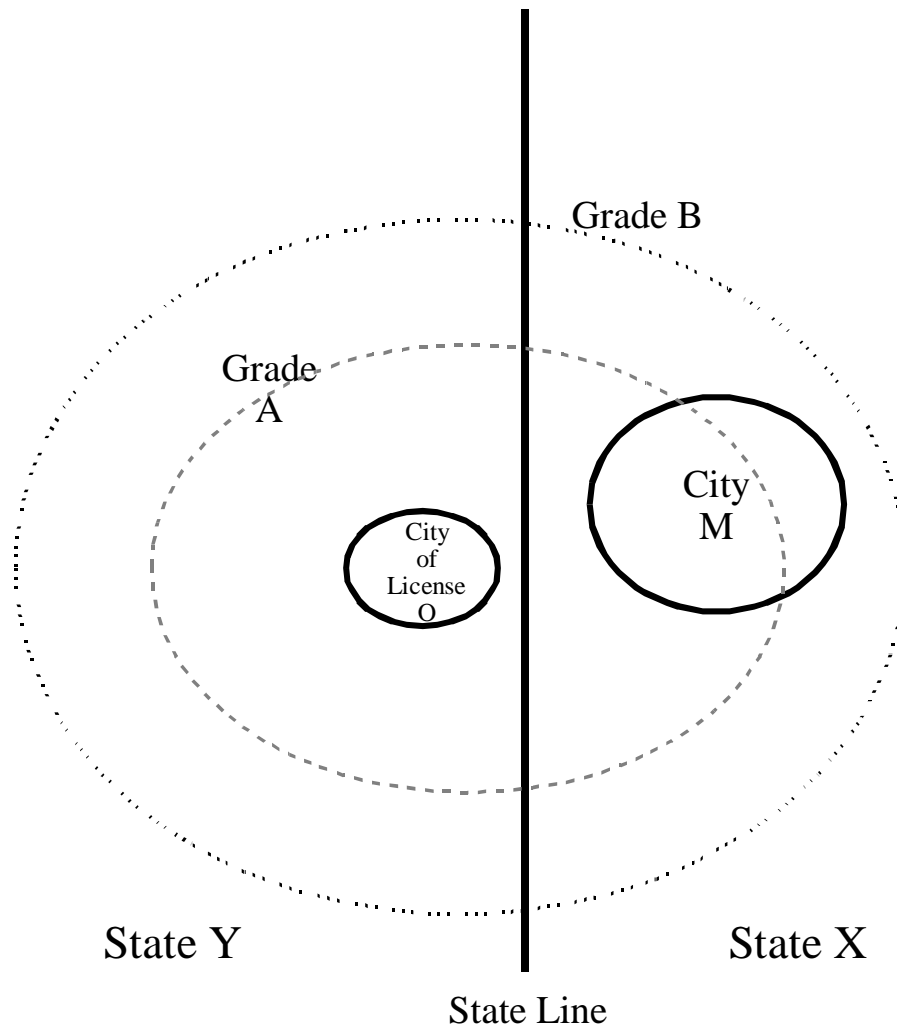 Grade B
Grade
A
City
M
City
of
License
O
State Y
State X
State Line